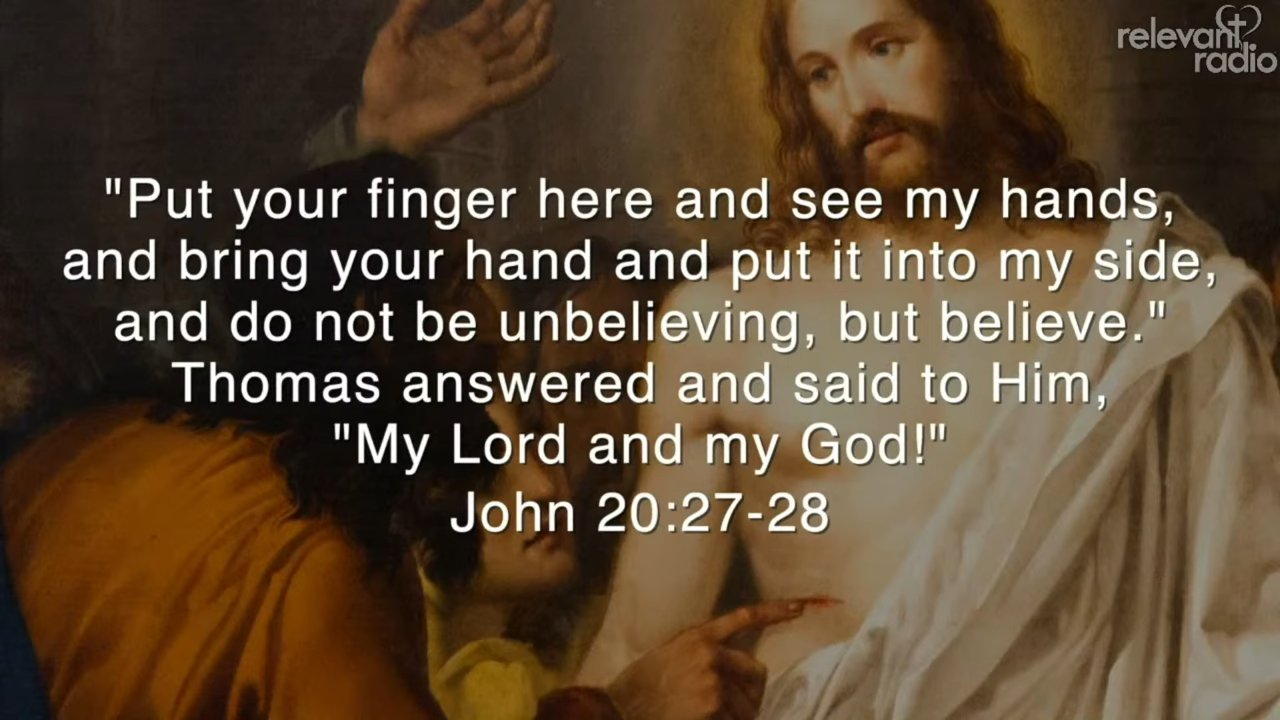 relevant
radio
"Put your finger here and see my hands,
and bring your hand and put it into my side,
and do not be unbelieving, but believe."
Thomas answered and said to Him,
"My Lord and my God!"
John 20:27-28